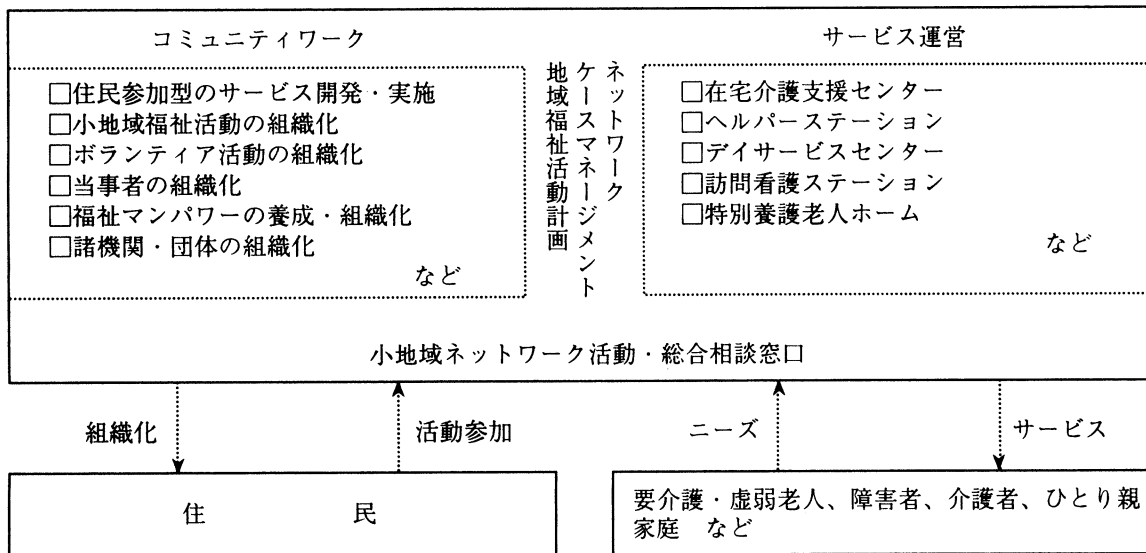 コミュニティワーク
□住民参加型のサービス開発・実施
□小地域福祉活動の組織化
□ボランティア活動の組織化
□当事者の組織化
□福祉マンパワーの養成・組織化
□諸機関・団体の組織化
など
ネットワーク
ケースマネージメント
地域福祉活動計画
サービス運営
□在宅介護支援センター
□ヘルパーステーション
□デイサービスセンター
□訪問看護ステーション
□特別養護老人ホーム
など
小地域ネットワーク活動・総合相談窓口
組織化
活動参加
ニーズ
サービス
住民
要介護・虚弱老人、障害者、介護者、ひとり親
家庭 など